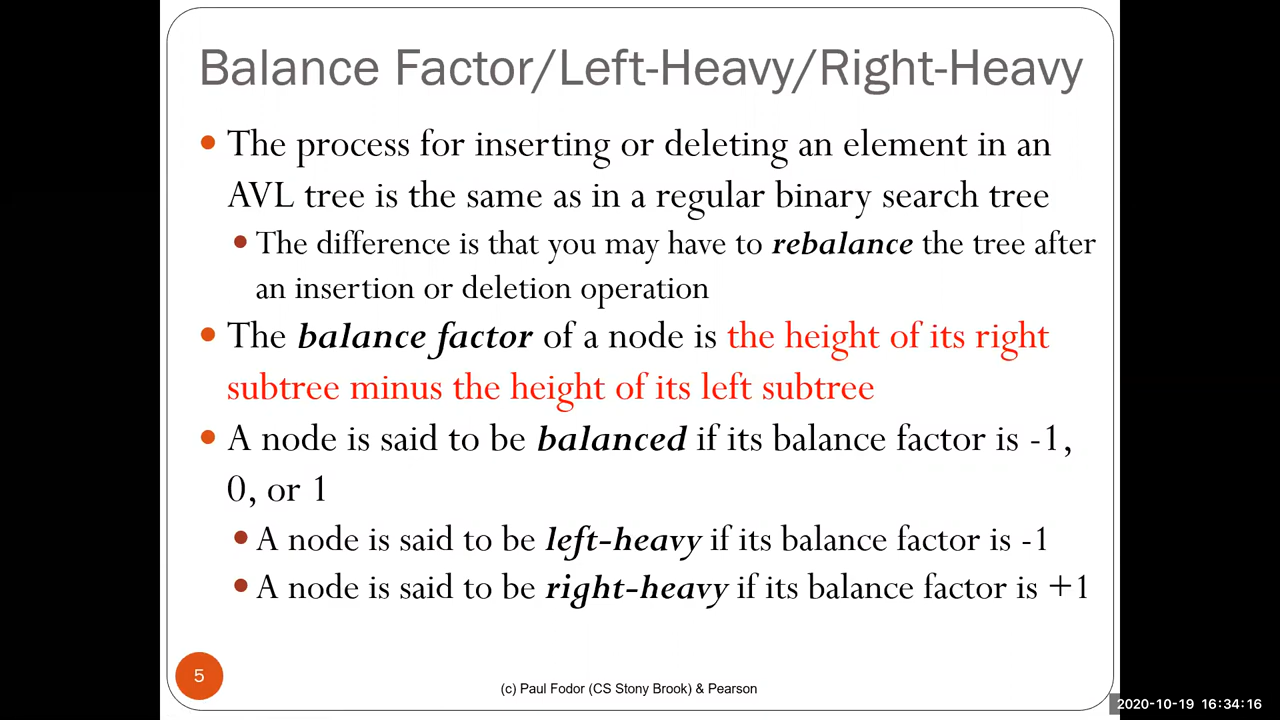 Balance Factor/Left-Heavy/Right-Heavy
The process for inserting or deleting an element in an
AVL tree is the same as in a regular binary search tree
The difference is that you may have to rebalance the tree after
an insertion or deletion operation
The balance factor of a node is the height of its right
subtree minus the height of its left subtree
A node is said to be balanced if its balance factor is -1,
0, or 1
A node is said to be left-heavy if its balance factor is -1
A node is said to be right-heavy if its balance factor is +1
5
(c) Paul Fodor (CS Stony Brook) & Pearson
2020-10-19 16:34:16